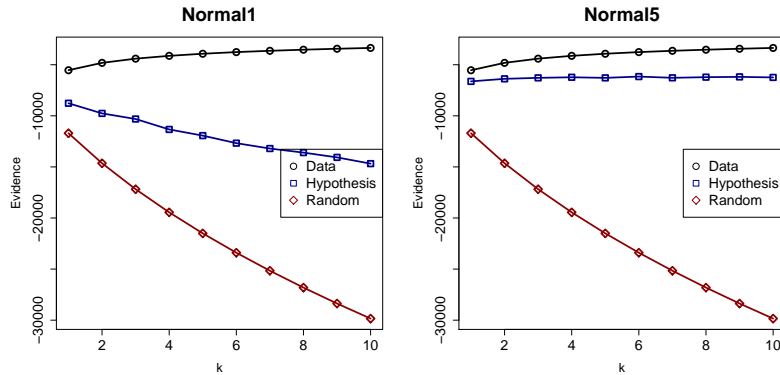 Normal1
Evidence
−10000
−20000
−30000
Data
Hypothesis
Random
2
4
6
8
10
k
Normal5
Evidence
−10000
−20000
−30000
Data
Hypothesis
Random
2
4
6
8
10
k